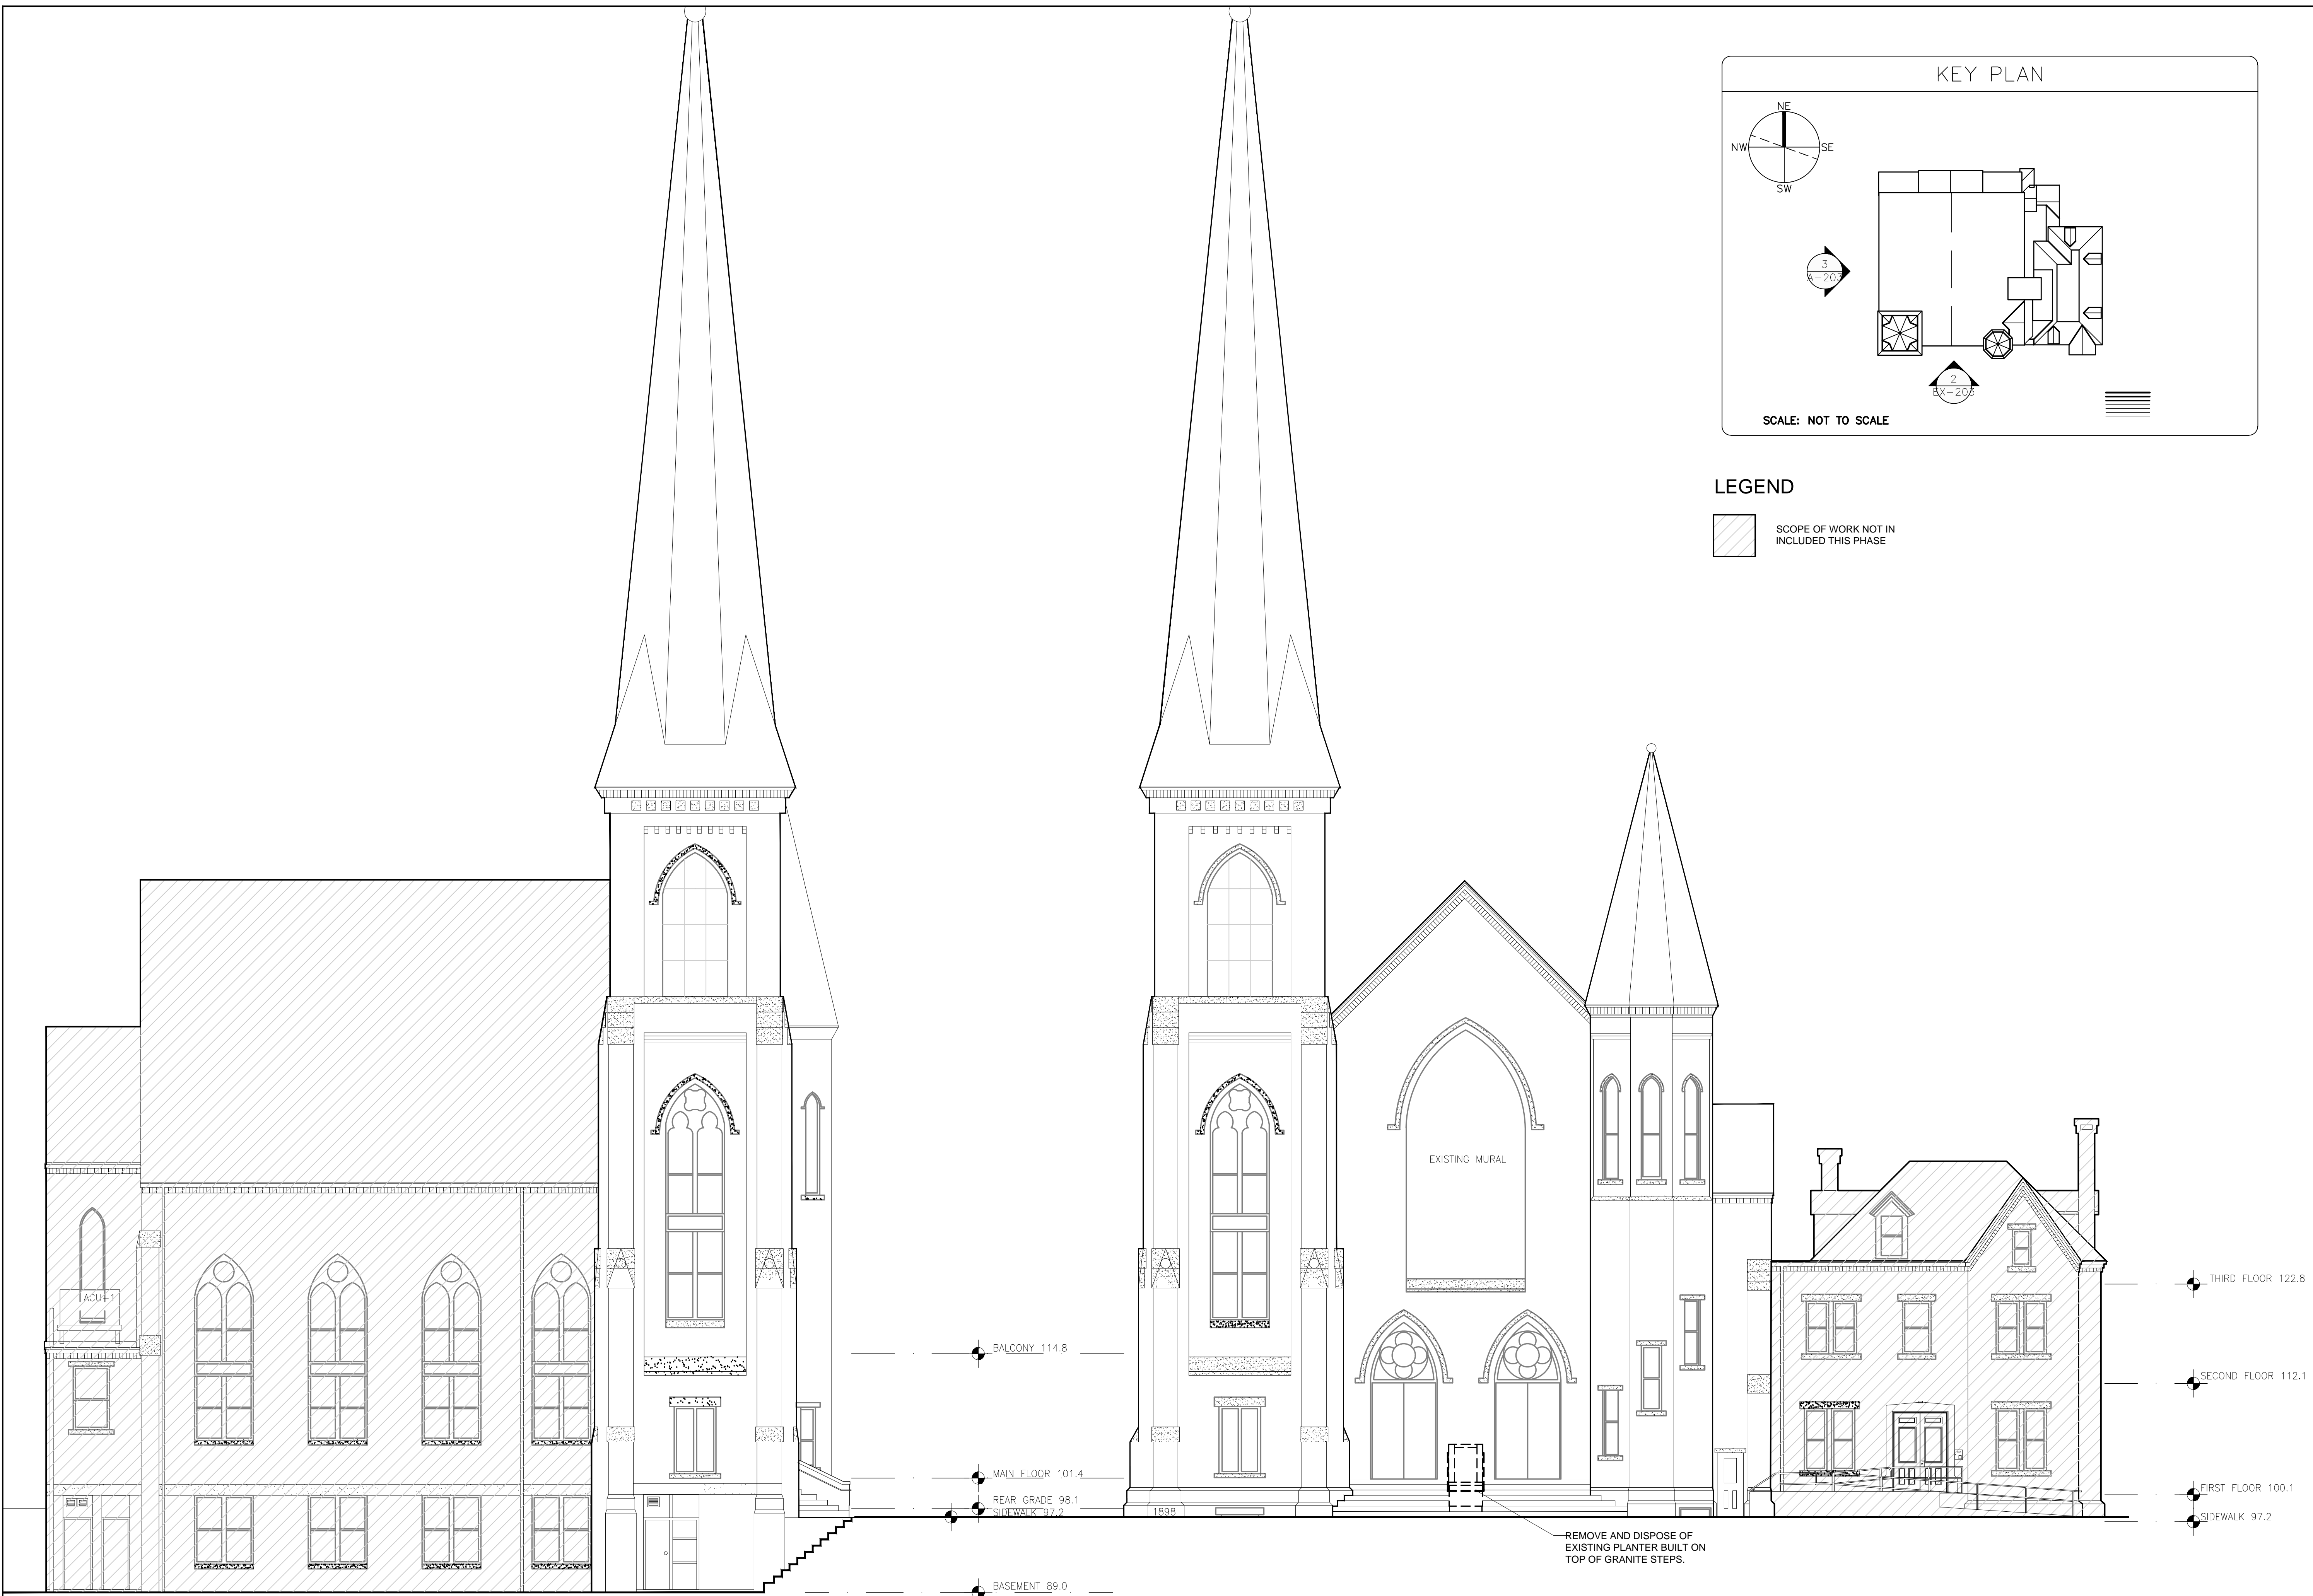 KEY PLAN
NE
NW
SE
SW
3
A-203
2
EX-203
SCALE: NOT TO SCALE
LEGEND
SCOPE OF WORK NOT IN
INCLUDED THIS PHASE
EXISTING MURAL
ACU-1
BALCONY 114.8
MAIN FLOOR 101.4
REAR GRADE 98.1
SIDEWALK 97.2
BASEMENT 89.0
1898
REMOVE AND DISPOSE OF
EXISTING PLANTER BUILT ON
TOP OF GRANITE STEPS.
THIRD FLOOR 122.8
SECOND FLOOR 112.1
FIRST FLOOR 100.1
SIDEWALK 97.2